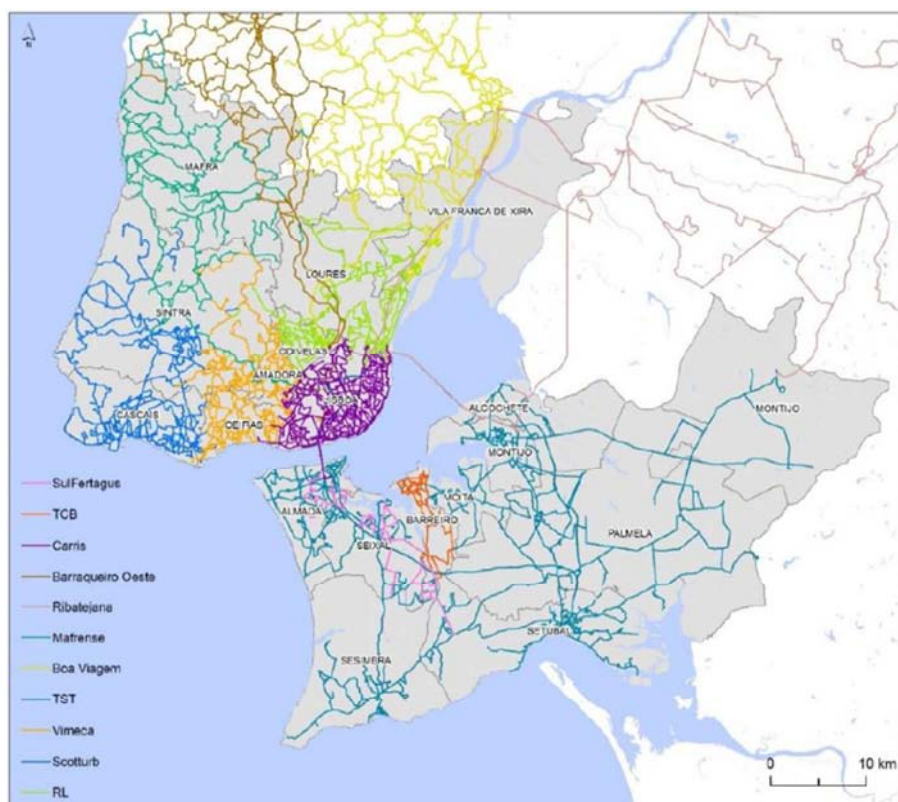 N
MAFRA
VILA FRANCA DE XIRA
LOURES
SINTRA
ODIVELAS
AMADORA
LISBOA
CASCAIS
OEIRAS
ALCOCHETE
MONTIJO
MONTIJO
MOITA
ALMADA
BARREIRO
SEIXAL
PALMELA
SETUBAL
SESIMBRA
SulFertagus
TCB
Carris
Barraqueiro Oeste
Ribatejana
Mafrense
Boa Viagem
TST
Vimeca
Scotturb
RL
0 10 km